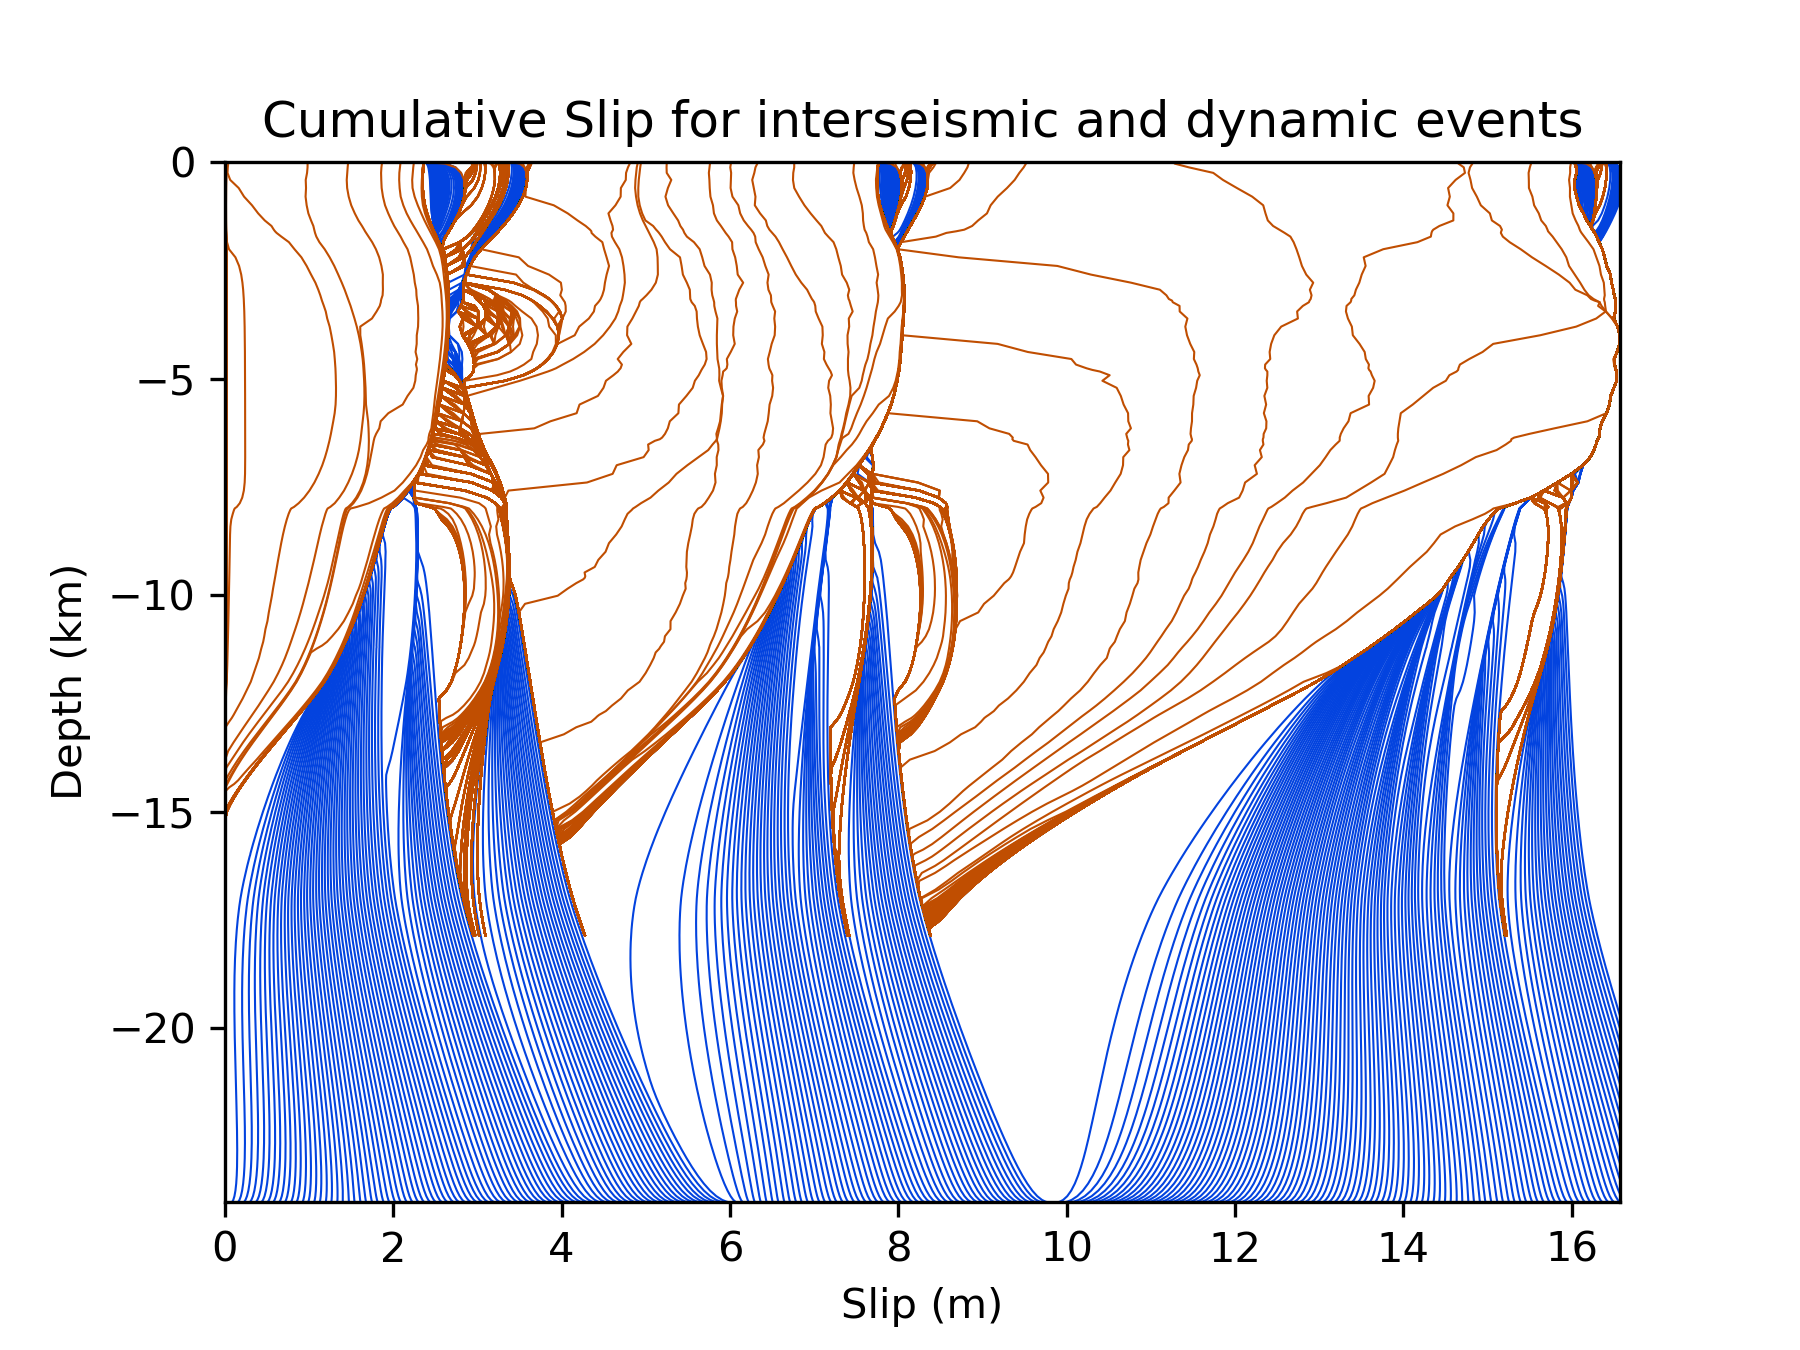 Cumulative Slip for interseismic and dynamic events
0
−5
−10
−15
−20
Depth (km)
0 2 4 6 8 10 12 14 16
Slip (m)